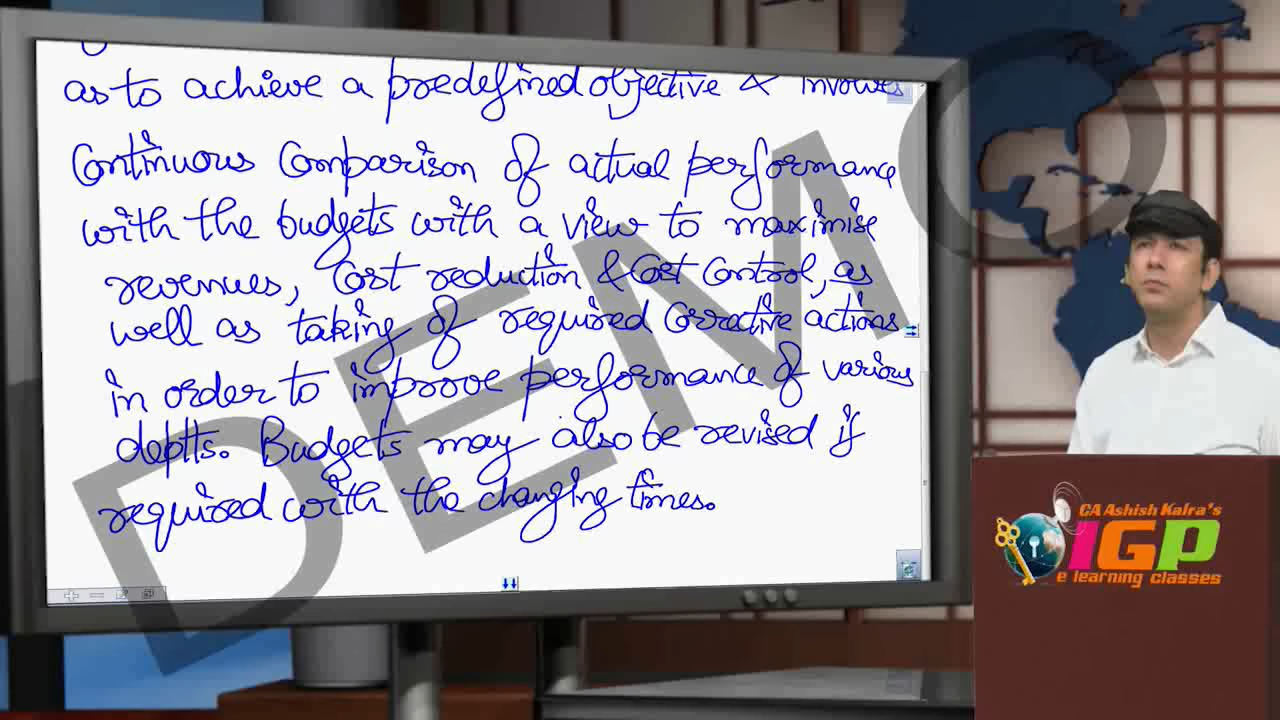 as to achieve a predefined objective & involves
Continuous Comparison of actual performance
with the budgets with a view to maximise
revenues, Cost reduction & Cost Control, as
well as taking of required Corrective actions
in order to improve performance of various
deptts. Budgets may also be revised if
required with the changing times.
DEMO
CA Ashish Kalra's
IGP
e learning classes